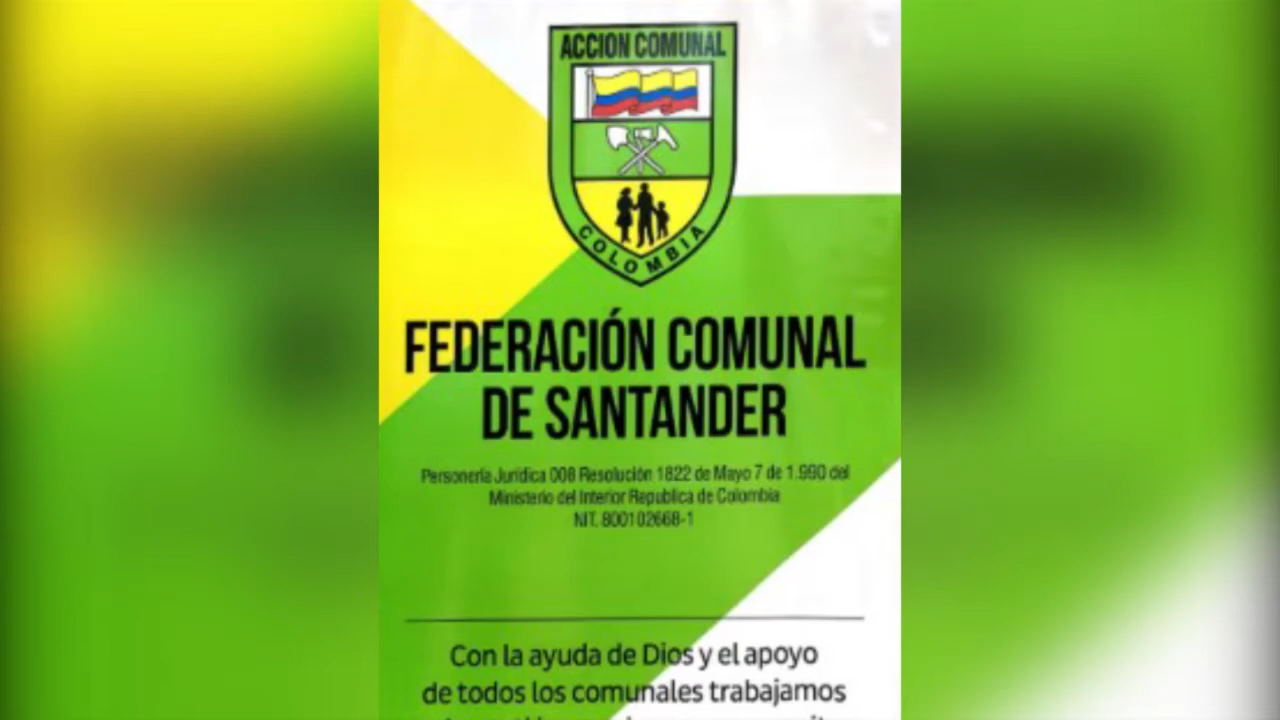 ACCION COMUNAL
COLOMBIA
FEDERACIÓN COMUNAL
DE SANTANDER
Personeria Jurídica 008 Resolución 1822 de Mayo 7 de 1.990 del
Ministerio del Interior Republica de Colombia
NIT. 800102668-1
Con la ayuda de Dios y el apoyo
de todos los comunales trabajamos